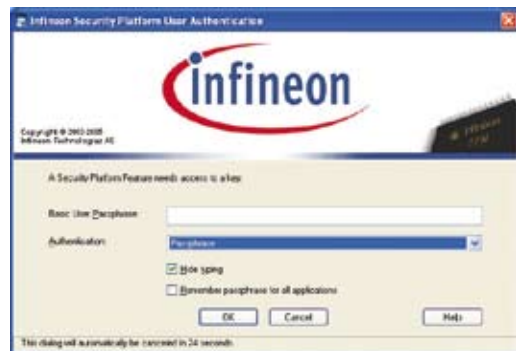 Infineon Security Platform User Authentication
infineon
Copyright © 2002-2005
Infineon Technologies AG
A Security Platform Feature needs access to a key:
Basic User Passphrase
Authentication:
Passphrase
Hide typing
Remember passphrase for all applications
OK
Cancel
Help
This dialog will automatically be canceled in 24 seconds